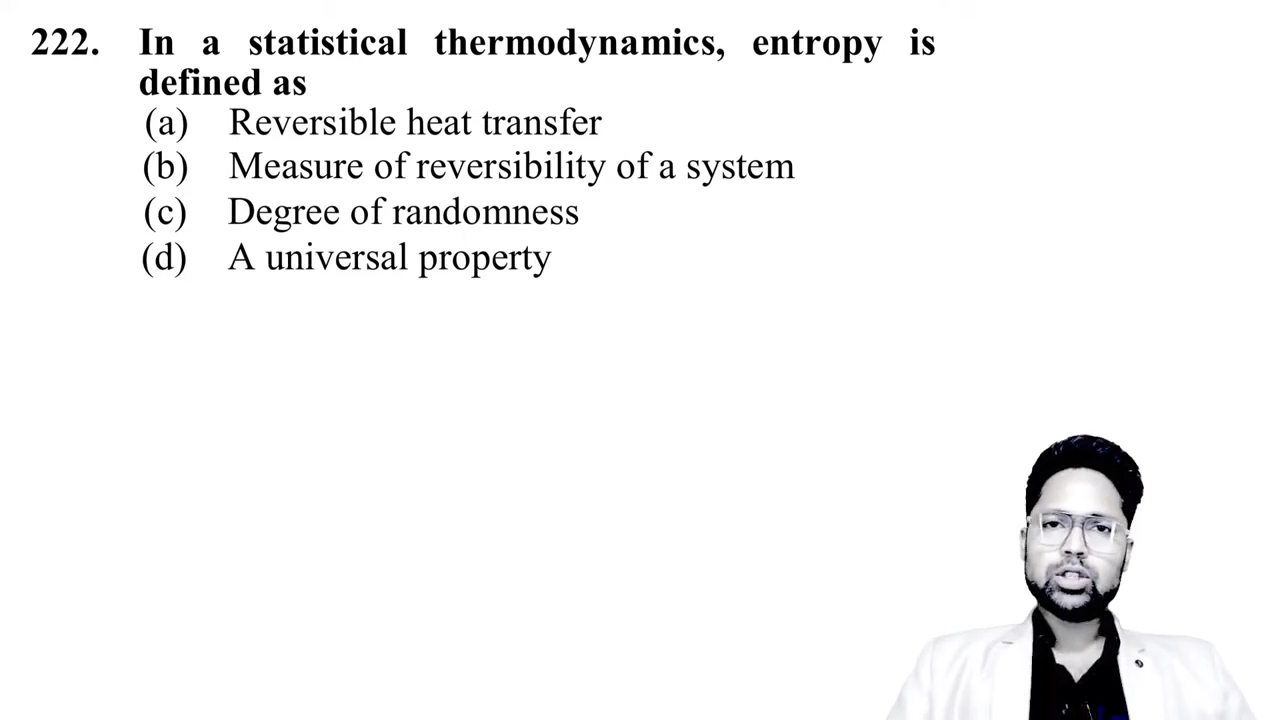 222. In a statistical thermodynamics, entropy is
defined as
(a) Reversible heat transfer
(b) Measure of reversibility of a system
(c) Degree of randomness
(d) A universal property